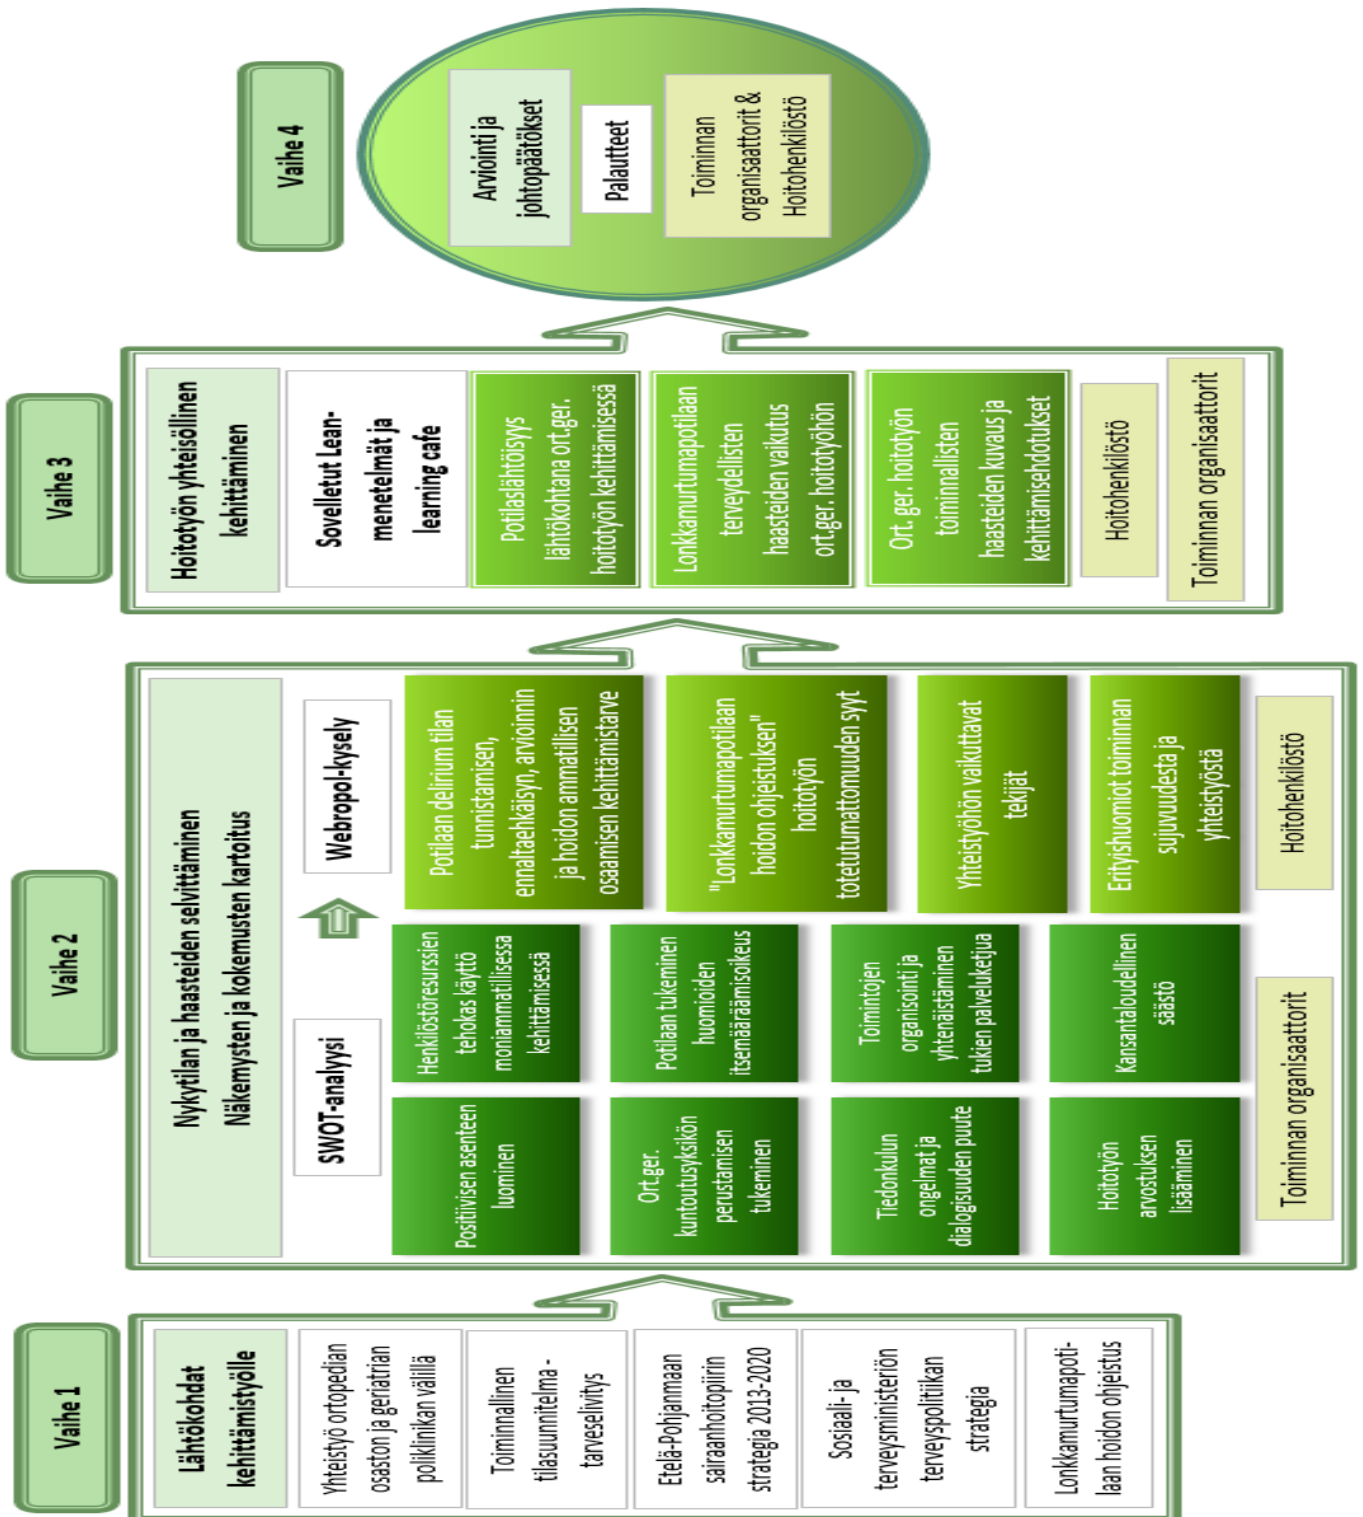 Vaihe 1
Lähtökohdat
kehittämistyölle
Yhteistyö ortopedian
osaston ja geriatrian
poliklinikan välillä
Toiminnallinen
tilasuunnitelma -
tarveselivitys
Etelä-Pohjanmaan
sairaanhoitopiirin
strategia 2013-2020
Sosiaali- ja
terveysministeriön
terveyspolitiikan
strategia
Lonkkamurtumapoti-
laan hoidon ohjeistus
Vaihe 2
Nykytilan ja haasteiden selvittäminen
Näkemysten ja kokemusten kartoitus
SWOT-analyysi
Positiivisen asenteen
luominen
Ort.ger.
kuntoutusyksikön
perustamisen
tukeminen
Tiedonkulun
ongelmat ja
dialogisuuden puute
Hoitotyön
arvostuksen
lisääminen
Henkilöstöresurssien
tehokas käyttö
moniammatillisessa
kehittämisessä
Potilaan tukeminen
huomioiden
itsemääräämisoikeus
Toimintojen
organisointi ja
yhtenäistäminen
tukien palveluketjua
Kansantaloudellinen
säästö
Toiminnan organisaattorit
Webropol-kysely
Potilaan delirium tilan
tunnistamisen,
ennaltaehkäisyn, arvioinnin
ja hoidon ammatillisen
osaamisen kehittämistarve
"Lonkkamurtumapotilaan
hoidon ohjeistuksen"
hoitotyön
totetutumattomuuden syyt
Yhteistyöhön vaikuttavat
tekijät
Erityishuomiot toiminnan
sujuvuudesta ja
yhteistyöstä
Hoitohenkilöstö
Vaihe 3
Hoitotyön yhteisöllinen
kehittäminen
Sovelletut Lean-
menetelmät ja
learning cafe
Potilaslähtöisyys
lähtökohtana ort.ger.
hoitotyön kehittämisessä
Lonkkamurtumapotilaan
terveydellisten
haasteiden vaikutus
ort.ger. hoitotyöhön
Ort. ger. hoitotyön
toiminnallisten
haasteiden kuvaus ja
kehittämisehdotukset
Hoitohenkilöstö
Toiminnan organisaattorit
Vaihe 4
Arviointi ja
johtopäätökset
Palautteet
Toiminnan
organisaattorit &
Hoitohenkilöstö